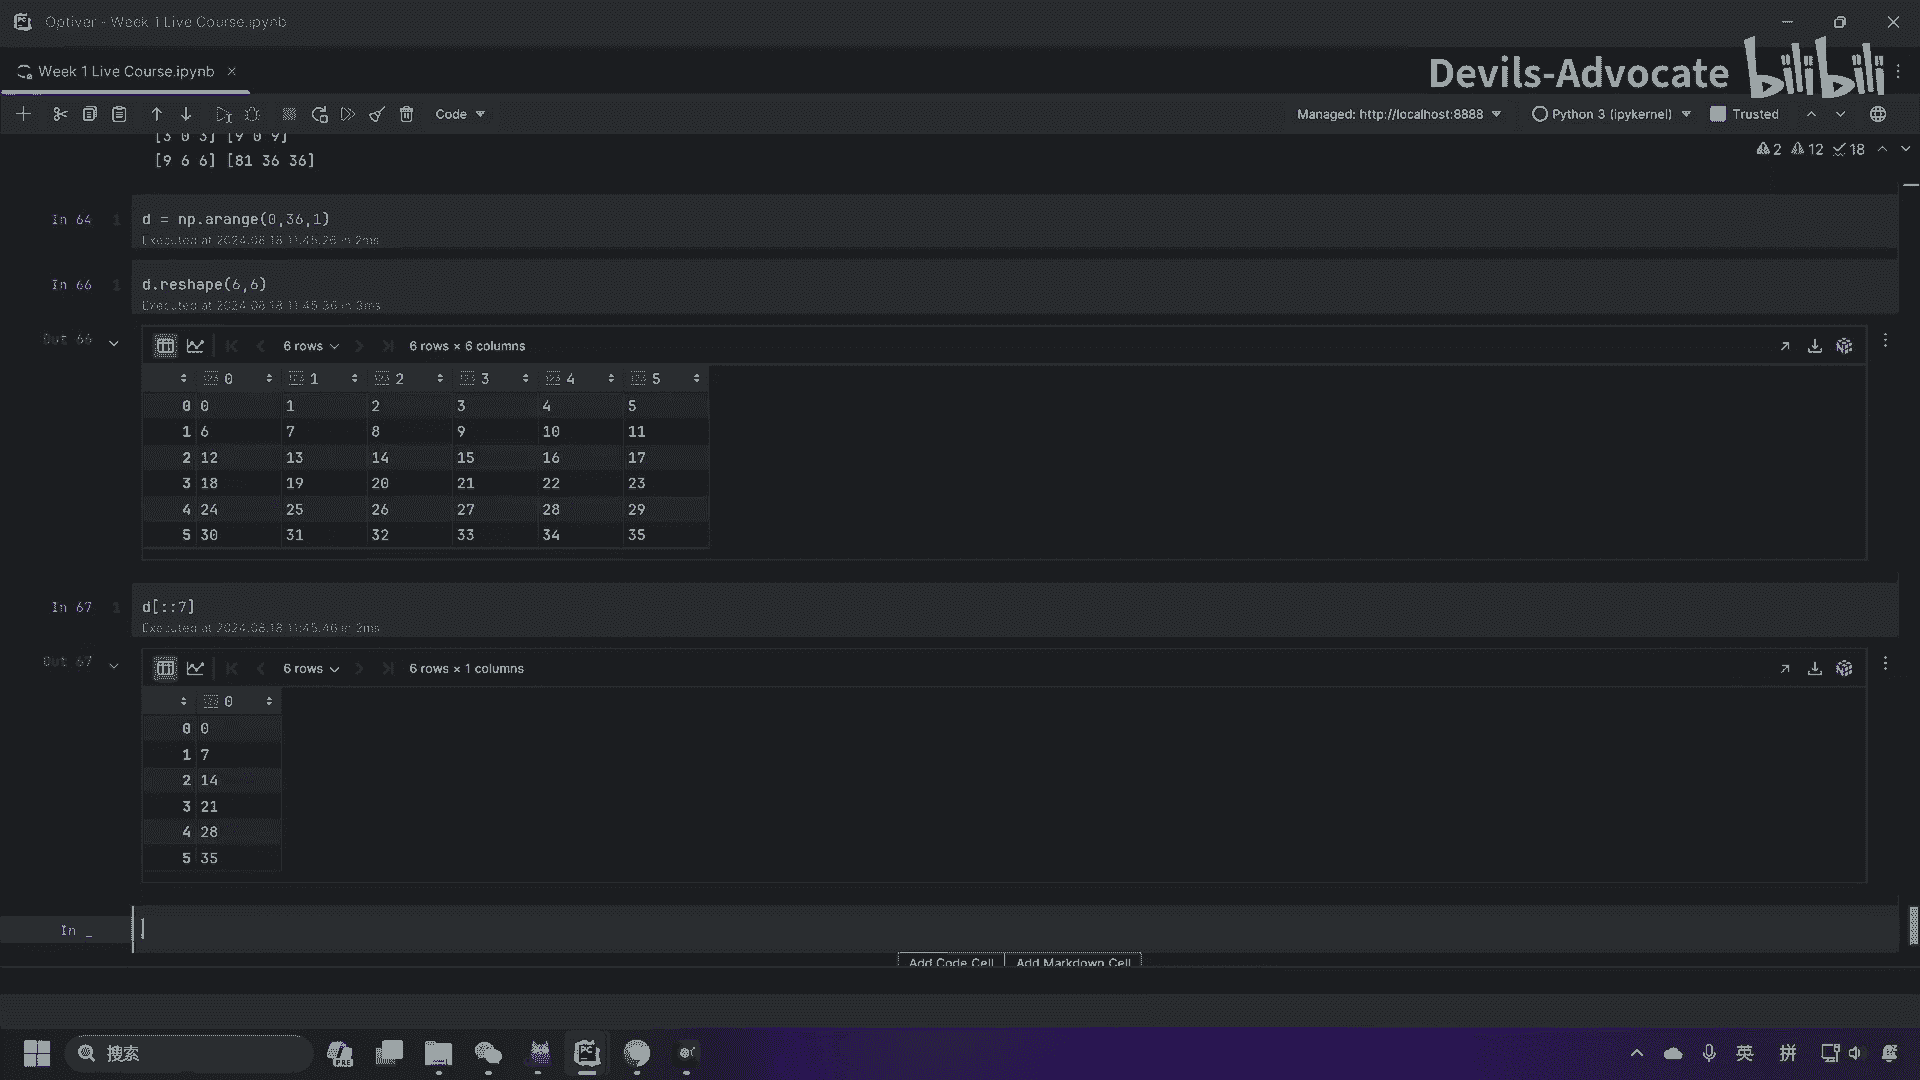 Optiver - Week 1 Live Course.ipynb
Week 1 Live Course.ipynb
Devils-Advocate bilibili
Code
Managed: http://localhost:8888
Python 3 (ipykernel)
Trusted
[3 0 3] [9 0 9]
[9 6 6] [81 36 36]
2 12 18
In 64 1 d = np.arange(0,36,1)
Executed at 2024.08.18 11:45:26 in 2ms
In 66 1 d.reshape(6,6)
Executed at 2024.08.18 11:45:36 in 3ms
Out 66
6 rows 6 rows × 6 columns
123 0 123 1 123 2 123 3 123 4 123 5
0 0 1 2 3 4 5
1 6 7 8 9 10 11
2 12 13 14 15 16 17
3 18 19 20 21 22 23
4 24 25 26 27 28 29
5 30 31 32 33 34 35
In 67 1 d[::7]
Executed at 2024.08.18 11:45:46 in 2ms
Out 67
6 rows 6 rows × 1 columns
123 0
0 0
1 7
2 14
3 21
4 28
5 35
In _
Add Code Cell Add Markdown Cell
搜索
PRE
PC
英 拼